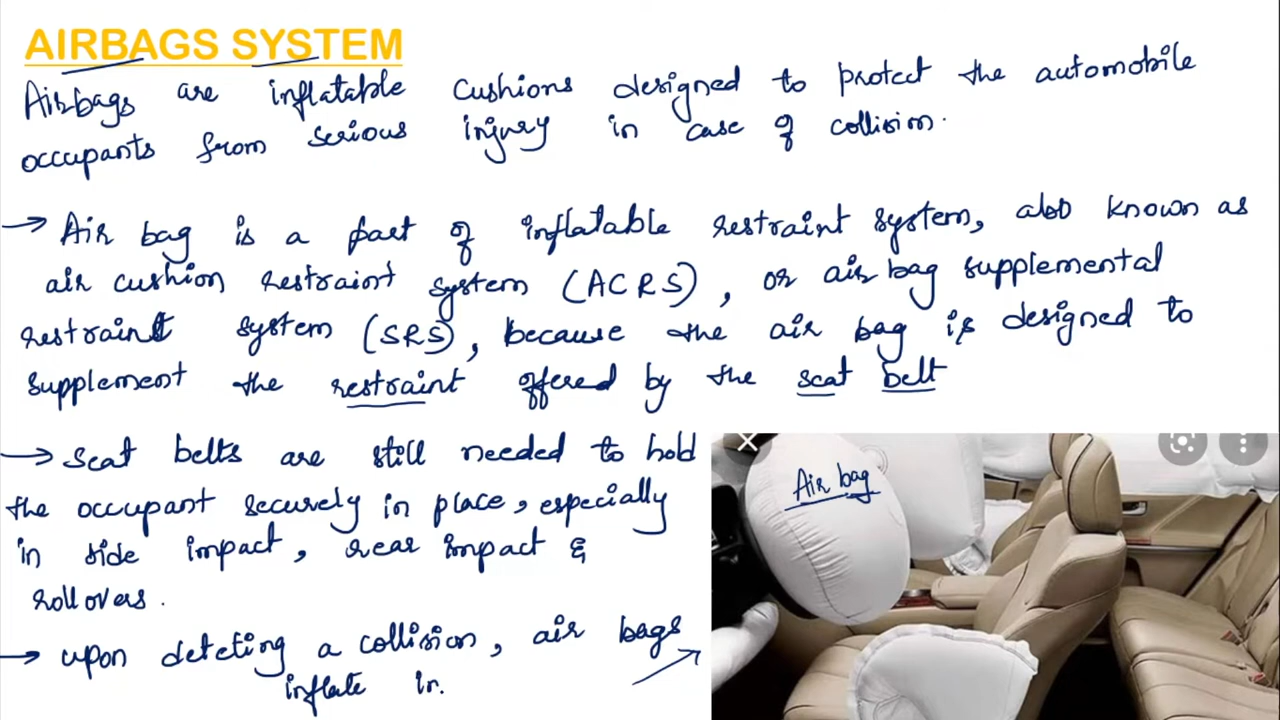 AIRBAGS SYSTEM
Airbags are inflatable cushions designed to protect the automobile
occupants from serious injury in case of collision.
→ Air bag is a part of inflatable restraint system, also known as
air cushion restraint system (ACRS), or air bag supplemental
restraint system (SRS), because the air bag is designed to
supplement the restraint offered by the seat belt
→ Seat belts are still needed to hold
the occupant securely in place, especially
in side impact, rear impact &
rollovers.
→ upon deteting a collision, air bags
inflate in.
Air bag